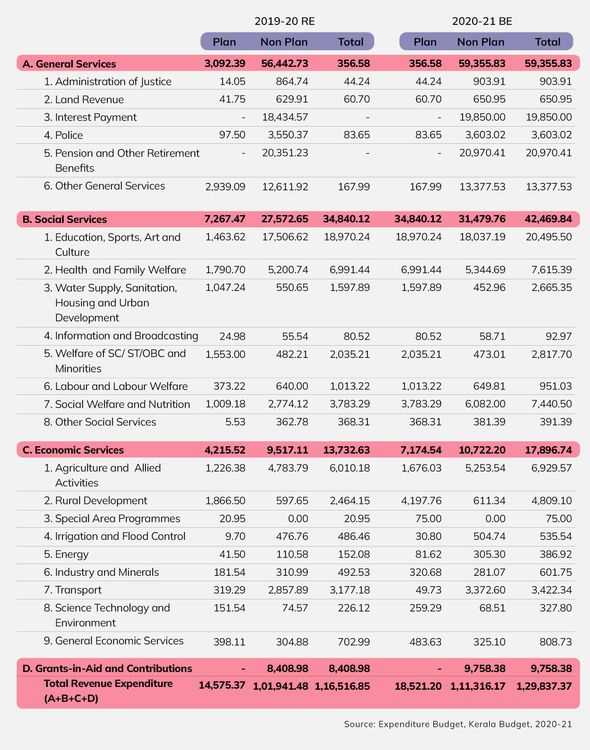 2019-20 RE 2020-21 BE
Plan Non Plan Total Plan Non Plan Total
A. General Services 3,092.39 56,442.73 356.58 356.58 59,355.83 59,355.83
1. Administration of Justice 14.05 864.74 44.24 44.24 903.91 903.91
2. Land Revenue 41.75 629.91 60.70 60.70 650.95 650.95
3. Interest Payment - 18,434.57 - - 19,850.00 19,850.00
4. Police 97.50 3,550.37 83.65 83.65 3,603.02 3,603.02
5. Pension and Other Retirement - 20,351.23 - - 20,970.41 20,970.41
Benefits
6. Other General Services 2,939.09 12,611.92 167.99 167.99 13,377.53 13,377.53
B. Social Services 7,267.47 27,572.65 34,840.12 34,840.12 31,479.76 42,469.84
1. Education, Sports, Art and 1,463.62 17,506.62 18,970.24 18,970.24 18,037.19 20,495.50
Culture
2. Health and Family Welfare 1,790.70 5,200.74 6,991.44 6,991.44 5,344.69 7,615.39
3. Water Supply, Sanitation, 1,047.24 550.65 1,597.89 1,597.89 452.96 2,665.35
Housing and Urban
Development
4. Information and Broadcasting 24.98 55.54 80.52 80.52 58.71 92.97
5. Welfare of SC/ ST/OBC and 1,553.00 482.21 2,035.21 2,035.21 473.01 2,817.70
Minorities
6. Labour and Labour Welfare 373.22 640.00 1,013.22 1,013.22 649.81 951.03
7. Social Welfare and Nutrition 1,009.18 2,774.12 3,783.29 3,783.29 6,082.00 7,440.50
8. Other Social Services 5.53 362.78 368.31 368.31 381.39 391.39
C. Economic Services 4,215.52 9,517.11 13,732.63 7,174.54 10,722.20 17,896.74
1. Agriculture and Allied 1,226.38 4,783.79 6,010.18 1,676.03 5,253.54 6,929.57
Activities
2. Rural Development 1,866.50 597.65 2,464.15 4,197.76 611.34 4,809.10
3. Special Area Programmes 20.95 0.00 20.95 75.00 0.00 75.00
4. Irrigation and Flood Control 9.70 476.76 486.46 30.80 504.74 535.54
5. Energy 41.50 110.58 152.08 81.62 305.30 386.92
6. Industry and Minerals 181.54 310.99 492.53 320.68 281.07 601.75
7. Transport 319.29 2,857.89 3,177.18 49.73 3,372.60 3,422.34
8. Science Technology and 151.54 74.57 226.12 259.29 68.51 327.80
Environment
9. General Economic Services 398.11 304.88 702.99 483.63 325.10 808.73
D. Grants-in-Aid and Contributions - 8,408.98 8,408.98 - 9,758.38 9,758.38
Total Revenue Expenditure 14,575.37 1,01,941.48 1,16,516.85 18,521.20 1,11,316.17 1,29,837.37
(A+B+C+D)
Source: Expenditure Budget, Kerala Budget, 2020-21